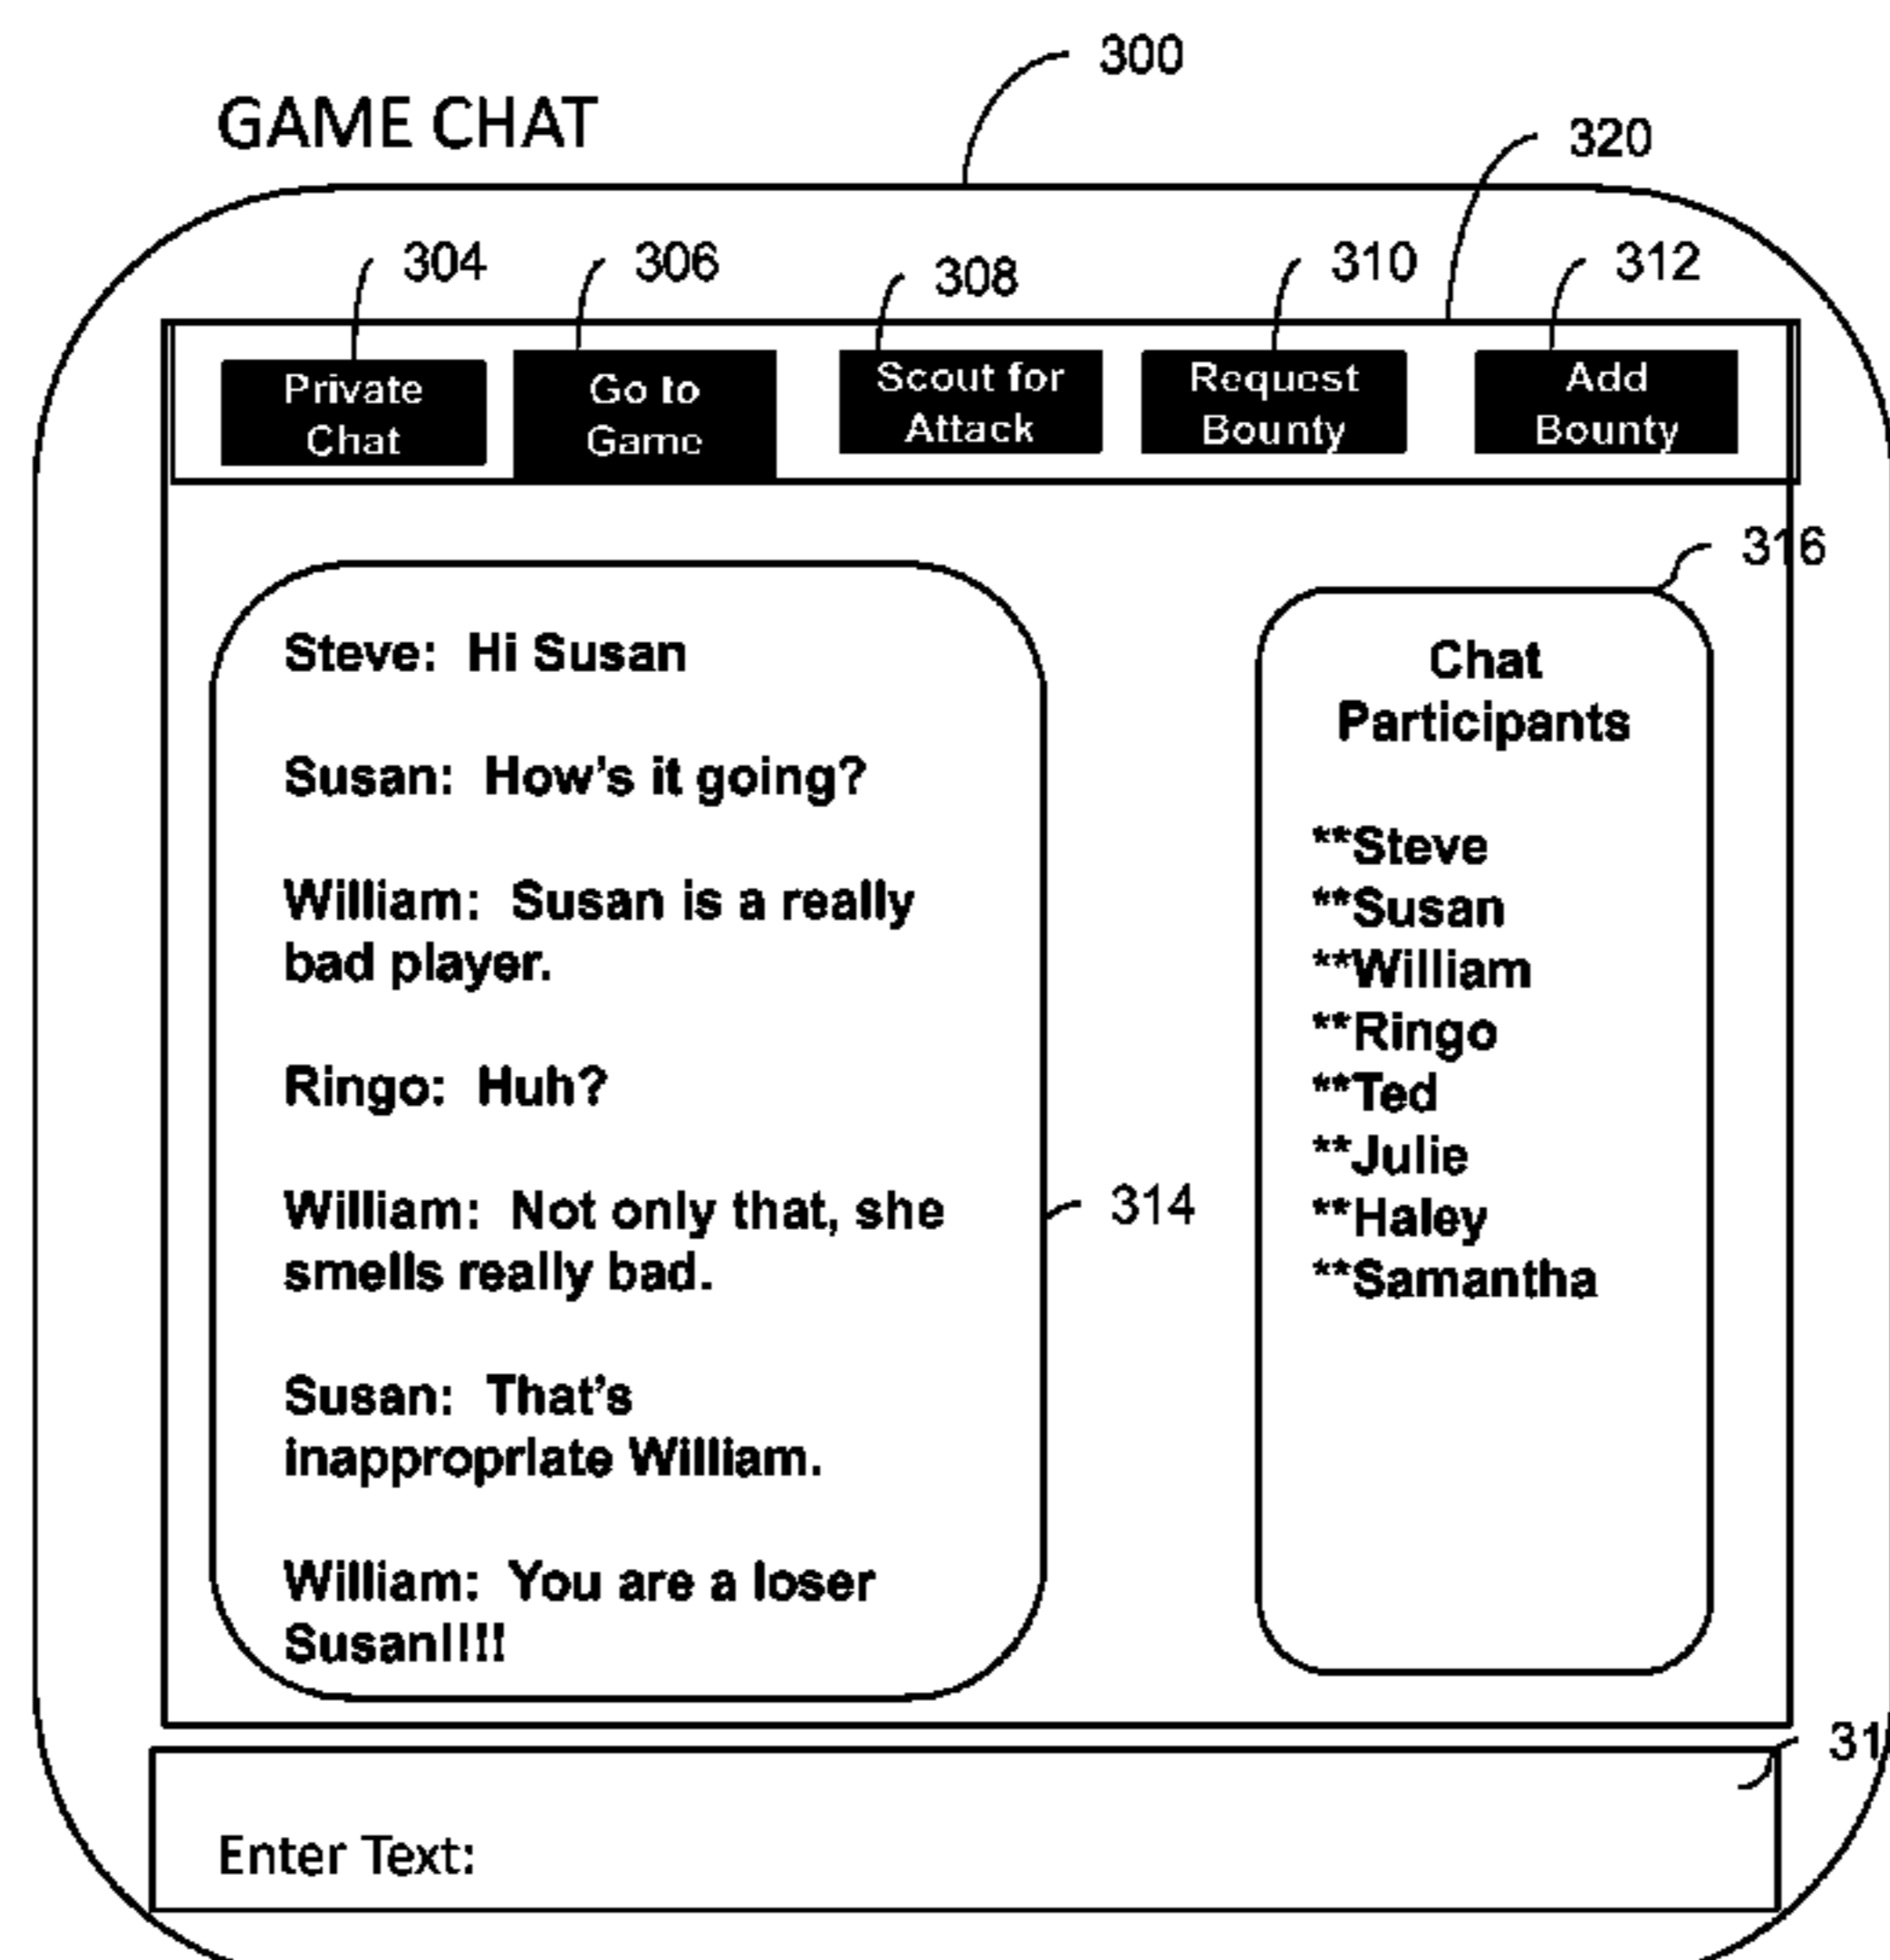 300
GAME CHAT
320
304
306
308
310
312
Private
Chat
Go to
Game
Scout for
Attack
Request
Bounty
Add
Bounty
316
Steve: Hi Susan
Susan: How's it going?
William: Susan is a really
bad player.
Ringo: Huh?
William: Not only that, she
smells really bad.
Susan: That's
inappropriate William.
William: You are a loser
Susan!!!!!
314
Chat
Participants
**Steve
**Susan
**William
**Ringo
**Ted
**Julie
**Haley
**Samantha
Enter Text: